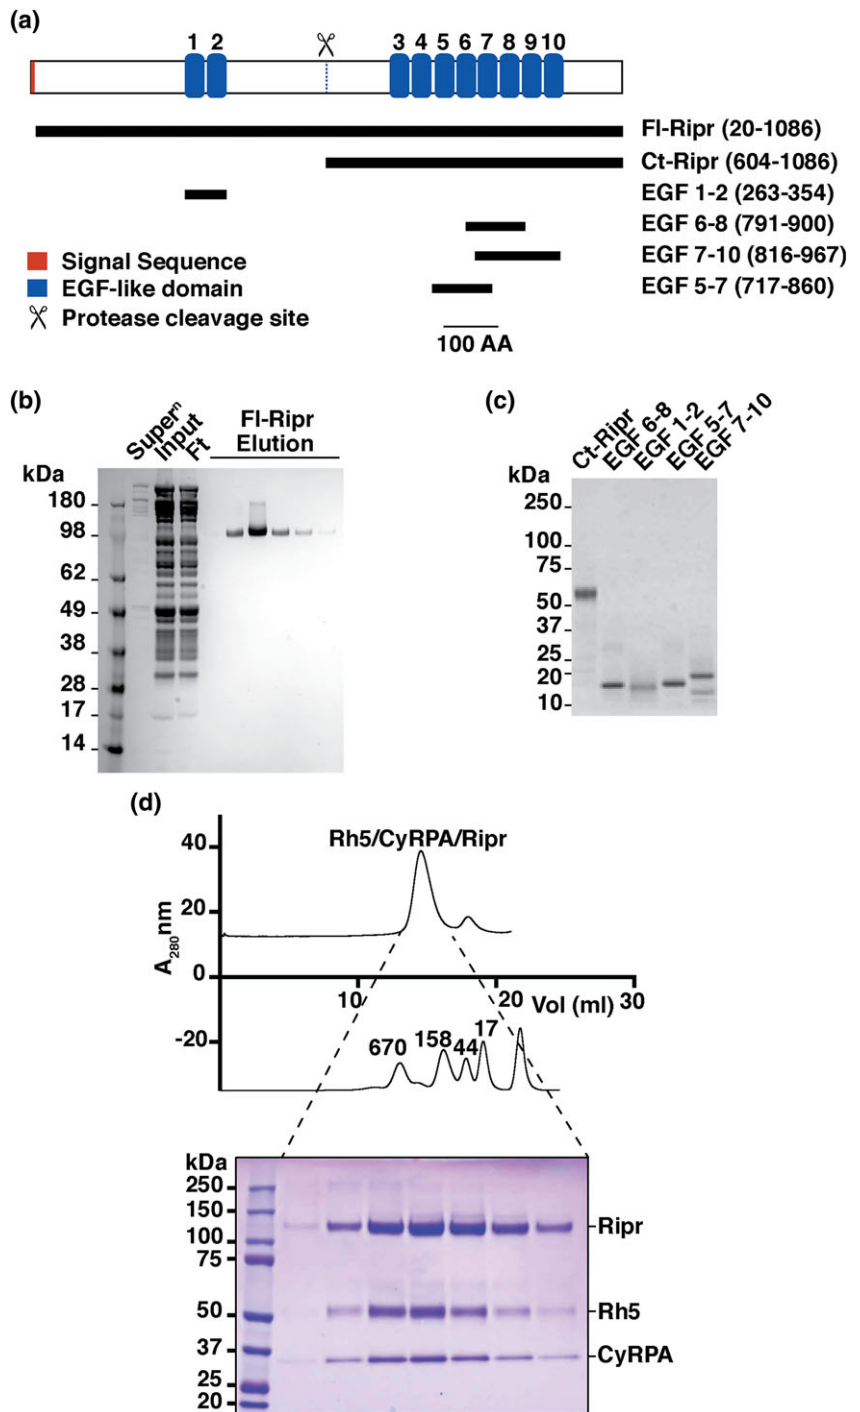 (a)
1 2 3 4 5 6 7 8 9 10
Fl-Ripr (20-1086)
Ct-Ripr (604-1086)
EGF 1-2 (263-354)
EGF 6-8 (791-900)
EGF 7-10 (816-967)
EGF 5-7 (717-860)
Signal Sequence
EGF-like domain
Protease cleavage site
100 AA
(b)
Superⁿ
Input
Ft
Fl-Ripr
Elution
kDa
180
98
62
49
38
28
17
14
(c)
Ct-Ripr
EGF 6-8
EGF 1-2
EGF 5-7
EGF 7-10
kDa
250
100
75
50
37
25
20
10
(d)
Rh5/CyRPA/Ripr
A₂₈₀nm
40
20
0
-20
10
20
30
Vol (ml)
670
158
44
17
kDa
250
150
100
75
50
37
25
20
Ripr
Rh5
CyRPA